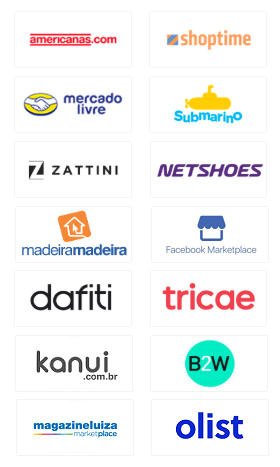 americanas.com
shoptime
mercado
livre
Submarino
ZATTINI
NETSHOES
madeiramadeira
Facebook Marketplace
dafiti
tricae
kanui
.com.br
B2W
magazineluiza
marketplace
olist